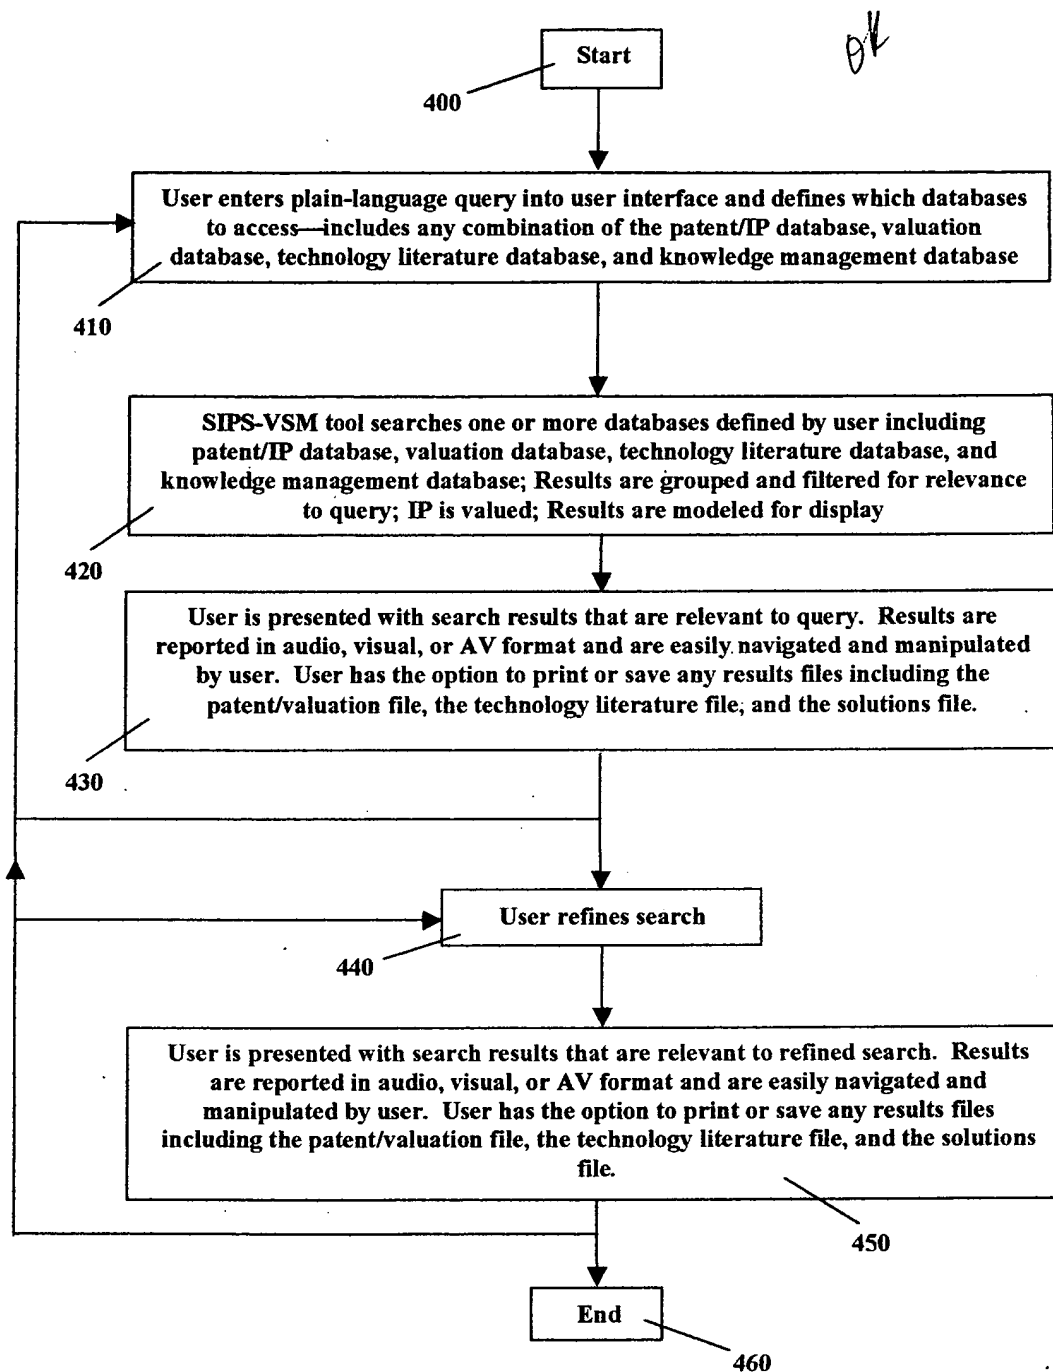 OK
Start
400
User enters plain-language query into user interface and defines which databases
to access—includes any combination of the patent/IP database, valuation
database, technology literature database, and knowledge management database
410
SIPS-VSM tool searches one or more databases defined by user including
patent/IP database, valuation database, technology literature database, and
knowledge management database; Results are grouped and filtered for relevance
to query; IP is valued; Results are modeled for display
420
User is presented with search results that are relevant to query. Results are
reported in audio, visual, or AV format and are easily navigated and manipulated
by user. User has the option to print or save any results files including the
patent/valuation file, the technology literature file, and the solutions file.
430
User refines search
440
User is presented with search results that are relevant to refined search. Results
are reported in audio, visual, or AV format and are easily navigated and
manipulated by user. User has the option to print or save any results files
including the patent/valuation file, the technology literature file, and the solutions
file.
450
End
460